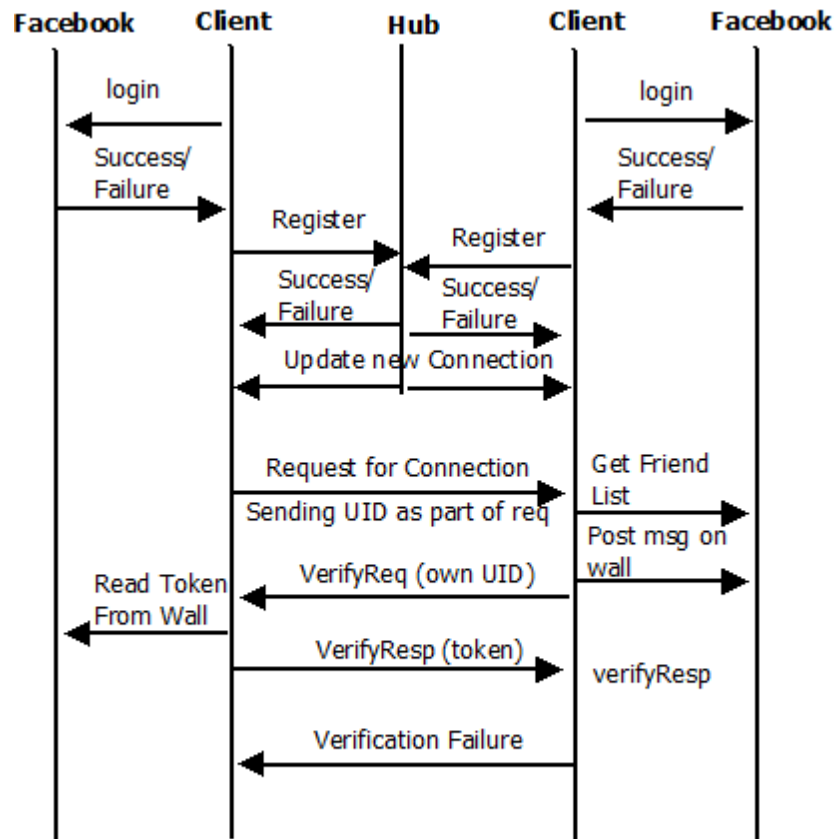 Facebook Client Hub Client Facebook
login
login
Success/
Failure
Success/
Failure
Register
Register
Success/
Failure
Success/
Failure
Update new Connection
Request for Connection
Sending UID as part of req
Get Friend
List
Post msg on
wall
VerifyReq (own UID)
Read Token
From Wall
VerifyResp (token)
verifyResp
Verification Failure